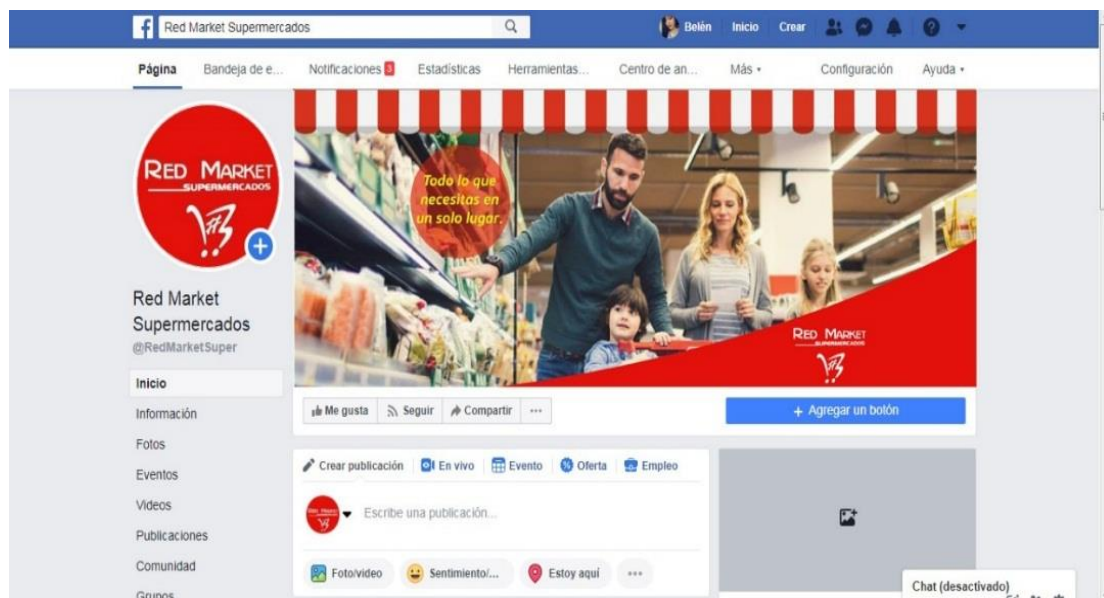 Red Market Supermercados
Belén Inicio Crear
Página Bandeja de e... Notificaciones 3 Estadísticas Herramientas... Centro de an... Más Configuración Ayuda
RED MARKET
SUPERMERCADOS
Todo lo que
necesitas en
un solo lugar.
RED MARKET
SUPERMERCADOS
Red Market
Supermercados
@RedMarketSuper
Inicio
Información
Fotos
Eventos
Videos
Publicaciones
Comunidad
Grupos
Me gusta Seguir Compartir ...
+ Agregar un botón
Crear publicación En vivo Evento Oferta Empleo
Escribe una publicación...
Foto/video Sentimiento/... Estoy aquí ...
Chat (desactivado)